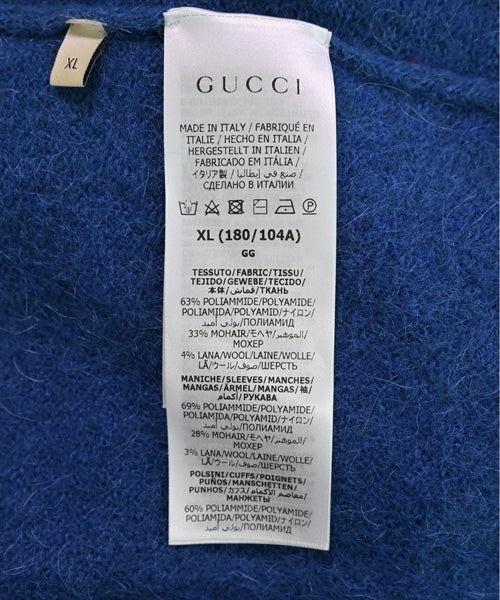 XL
GUCCI
MADE IN ITALY / FABRIQUÉ EN
ITALIE / HECHO EN ITALIA /
HERGESTELLT IN ITALIEN /
FABRICADO EM ITÁLIA /
イタリア製 / صنع في إيطاليا /
СДЕЛАНО В ИТАЛИИ
XL (180/104A)
GG
TESSUTO/FABRIC/TISSU/
TEJIDO/GEWEBE/TECIDO/
本体/قماش/ТКАНЬ
63% POLIAMMIDE/POLYAMIDE/
POLIAMIDA/POLYAMID/ナイロン/
بولي أميد/ПОЛИАМИД
33% MOHAIR/モヘヤ/الموهير/
МОХЕР
4% LANA/WOOL/LAINE/WOLLE/
LÃ/ウール/صوف/ШЕРСТЬ
MANICHE/SLEEVES/MANCHES/
MANGAS/ÄRMEL/MANGAS/袖/
أكمام/РУКАВА
69% POLIAMMIDE/POLYAMIDE/
POLIAMIDA/POLYAMID/ナイロン/
بولي أميد/ПОЛИАМИД
28% MOHAIR/モヘヤ/الموهير/
МОХЕР
3% LANA/WOOL/LAINE/WOLLE/
LÃ/ウール/صوف/ШЕРСТЬ
POLSINI/CUFFS/POIGNETS/
PUÑOS/MANSCHETTEN/
PUNHOS/カフス/معاصم الأكمام/
МАНЖЕТЫ
60% POLIAMMIDE/POLYAMIDE/
POLIAMIDA/POLYAMID/ナイロン/
بولي أميد/ПОЛИАМИД